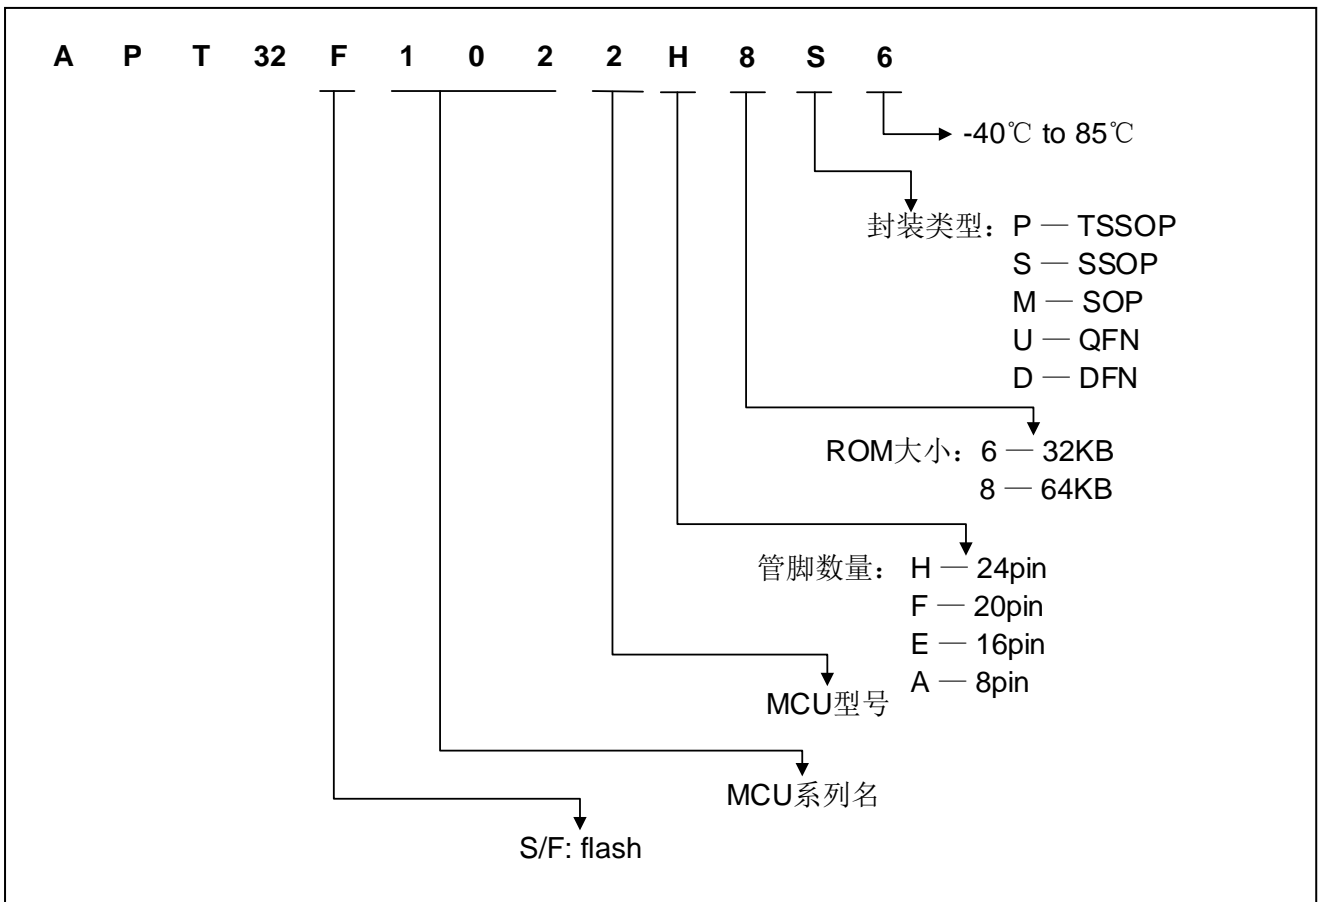 A P T 32 F 1 0 2 2 H 8 S 6
-40℃ to 85℃
封装类型：P — TSSOP
S — SSOP
M — SOP
U — QFN
D — DFN
ROM大小：6 — 32KB
8 — 64KB
管脚数量： H — 24pin
F — 20pin
E — 16pin
A — 8pin
MCU型号
MCU系列名
S/F: flash